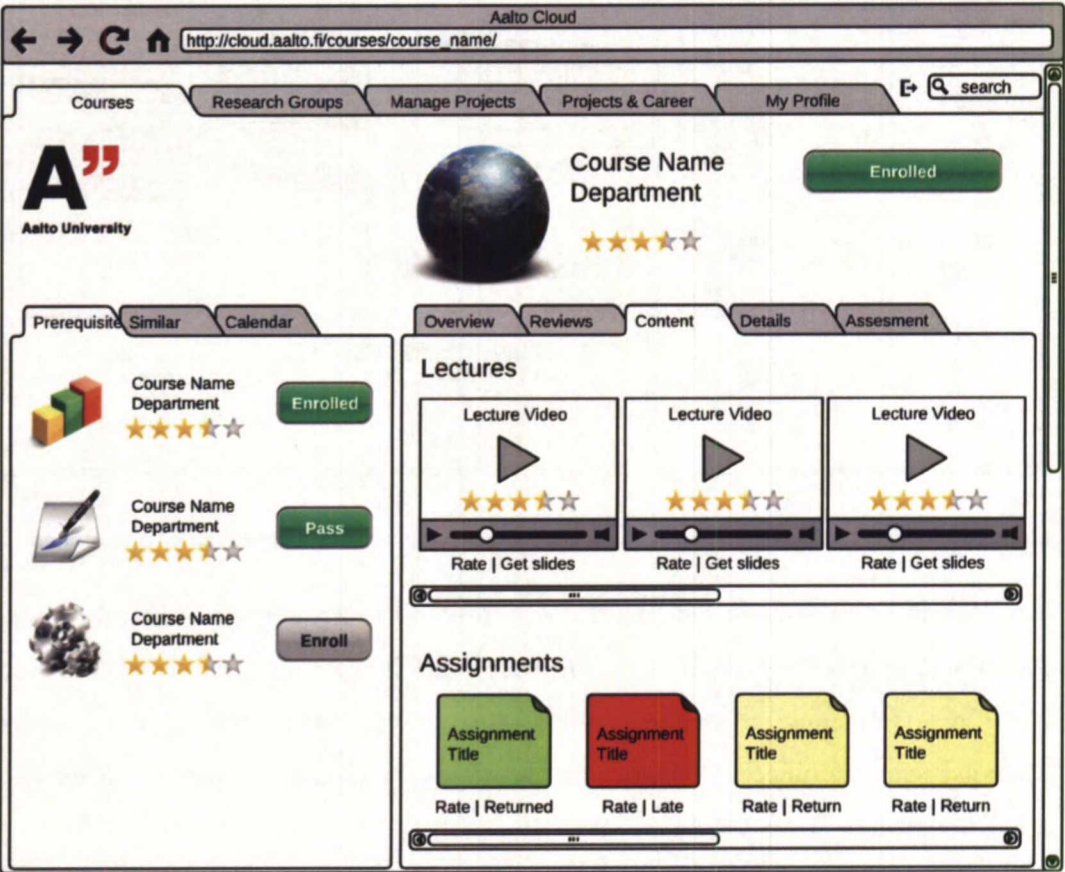 Aalto Cloud
http://cloud.aalto.fi/courses/course_name/
search
Courses
Research Groups
Manage Projects
Projects & Career
My Profile
A”
Aalto University
Course Name
Department
Enrolled
Prerequisite
Similar
Calendar
Course Name
Department
Enrolled
Course Name
Department
Pass
Course Name
Department
Enroll
Overview
Reviews
Content
Details
Assesment
Lectures
Lecture Video
Lecture Video
Lecture Video
Rate | Get slides
Rate | Get slides
Rate | Get slides
Assignments
Assignment
Title
Assignment
Title
Assignment
Title
Assignment
Title
Rate | Returned
Rate | Late
Rate | Return
Rate | Return